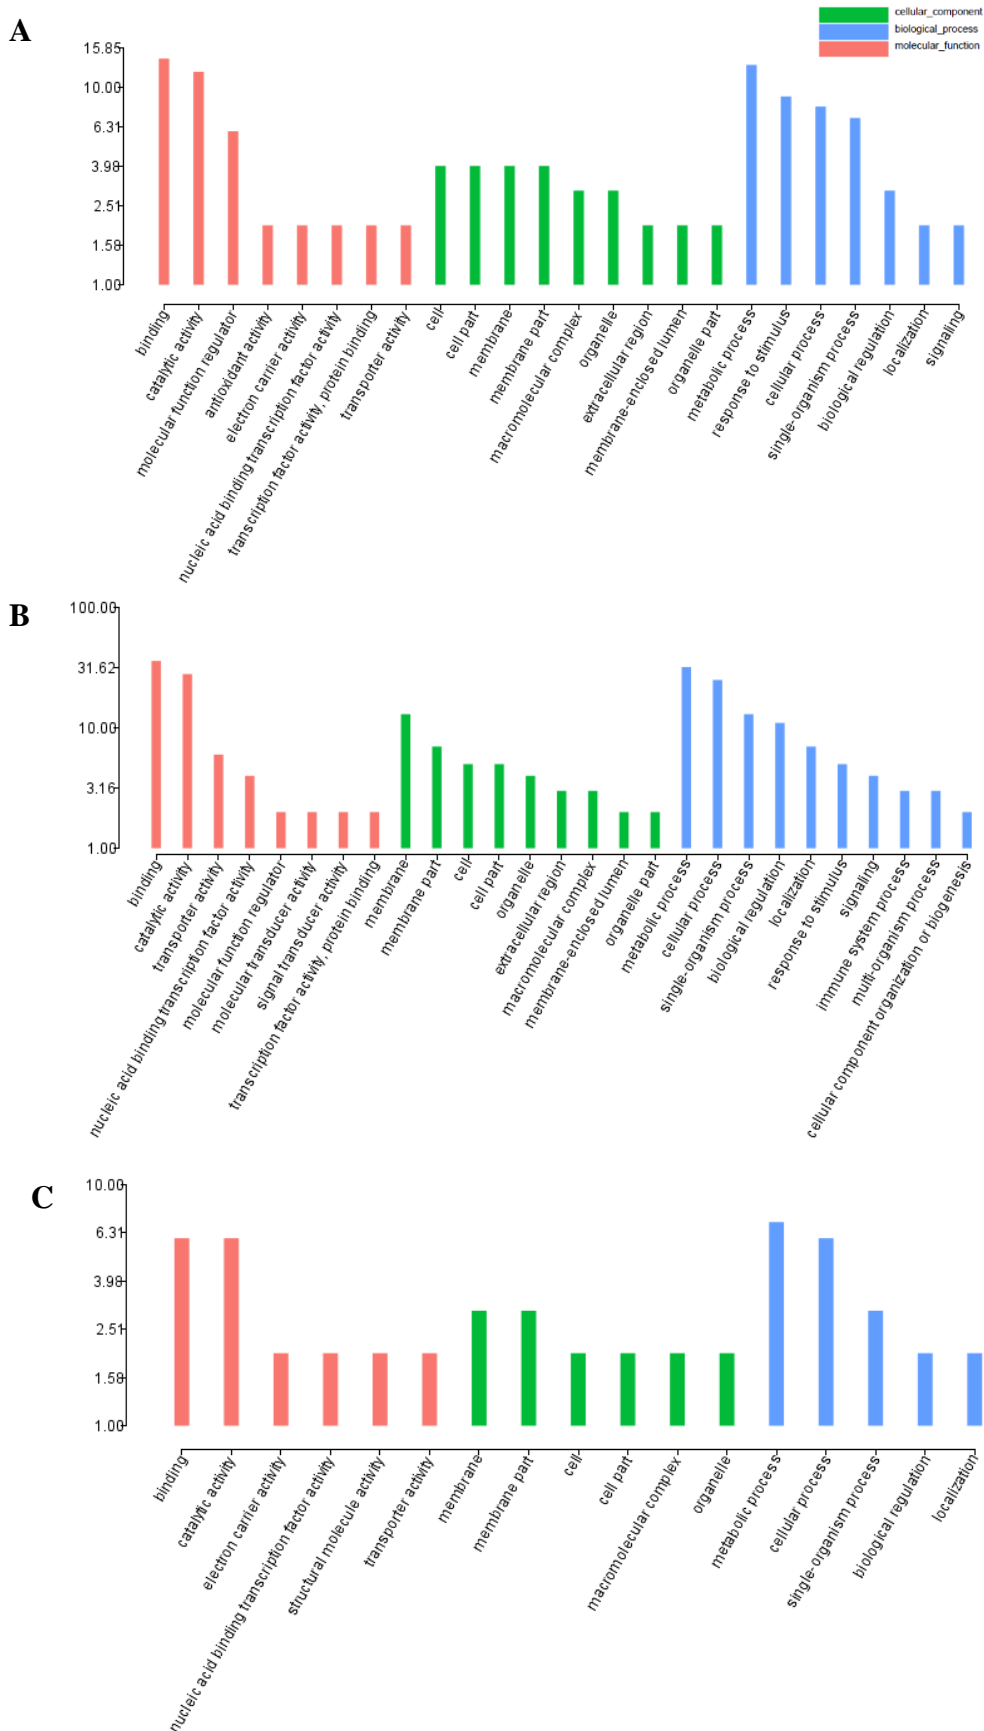 A
cellular_component
biological_process
molecular_function
15.85
10.00
6.31
3.98
2.51
1.58
1.00
binding
catalytic activity
molecular function regulator
antioxidant activity
electron carrier activity
nucleic acid binding transcription factor activity
transcription factor activity, protein binding
transporter activity
cell
cell part
membrane
membrane part
macromolecular complex
organelle
extracellular region
membrane-enclosed lumen
organelle part
metabolic process
response to stimulus
cellular process
single-organism process
biological regulation
localization
signaling
B
100.00
31.62
10.00
3.16
1.00
binding
catalytic activity
transporter activity
nucleic acid binding transcription factor activity
molecular function regulator
molecular transducer activity
signal transducer activity
transcription factor activity, protein binding
membrane
membrane part
cell
cell part
organelle
extracellular region
macromolecular complex
membrane-enclosed lumen
organelle part
metabolic process
cellular process
single-organism process
biological regulation
localization
response to stimulus
signaling
immune system process
multi-organism process
cellular component organization or biogenesis
C
10.00
6.31
3.98
2.51
1.58
1.00
binding
catalytic activity
electron carrier activity
nucleic acid binding transcription factor activity
structural molecule activity
transporter activity
membrane
membrane part
cell
cell part
macromolecular complex
organelle
metabolic process
cellular process
single-organism process
biological regulation
localization